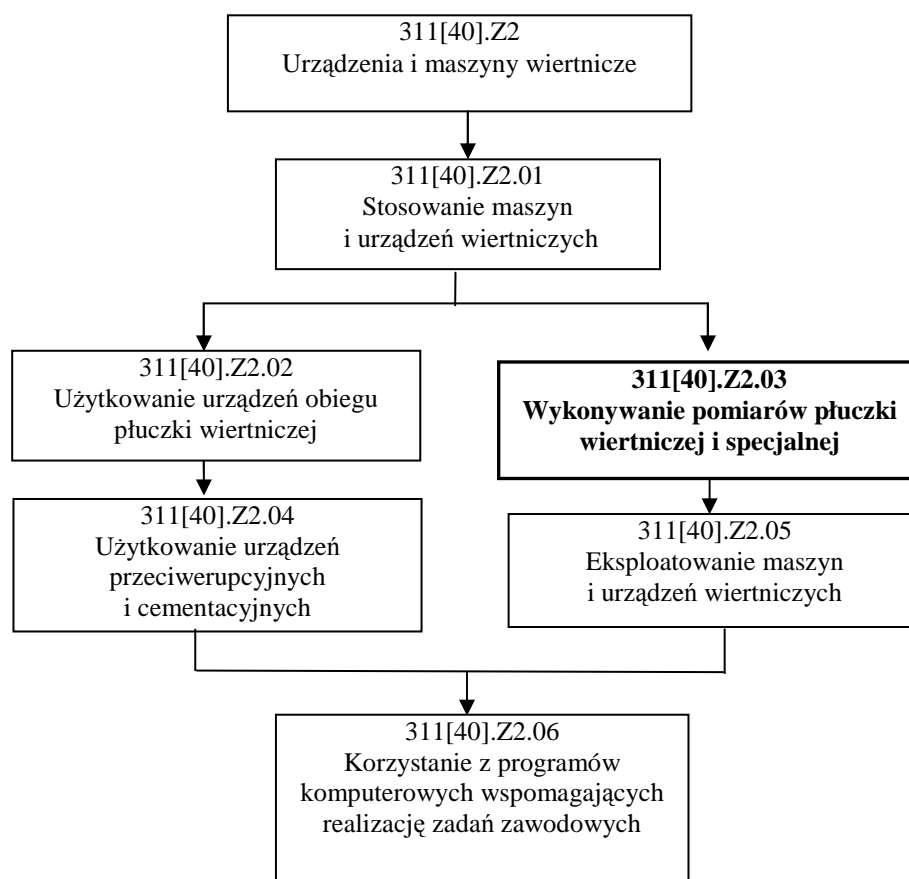 311[40].Z2
Urządzenia i maszyny wiertnicze
311[40].Z2.01
Stosowanie maszyn
i urządzeń wiertniczych
311[40].Z2.02
Użytkowanie urządzeń obiegu
płuczki wiertniczej
311[40].Z2.03
Wykonywanie pomiarów płuczki
wiertniczej i specjalnej
311[40].Z2.04
Użytkowanie urządzeń
przeciwerupcyjnych
i cementacyjnych
311[40].Z2.05
Eksploatowanie maszyn
i urządzeń wiertniczych
311[40].Z2.06
Korzystanie z programów
komputerowych wspomagających
realizację zadań zawodowych